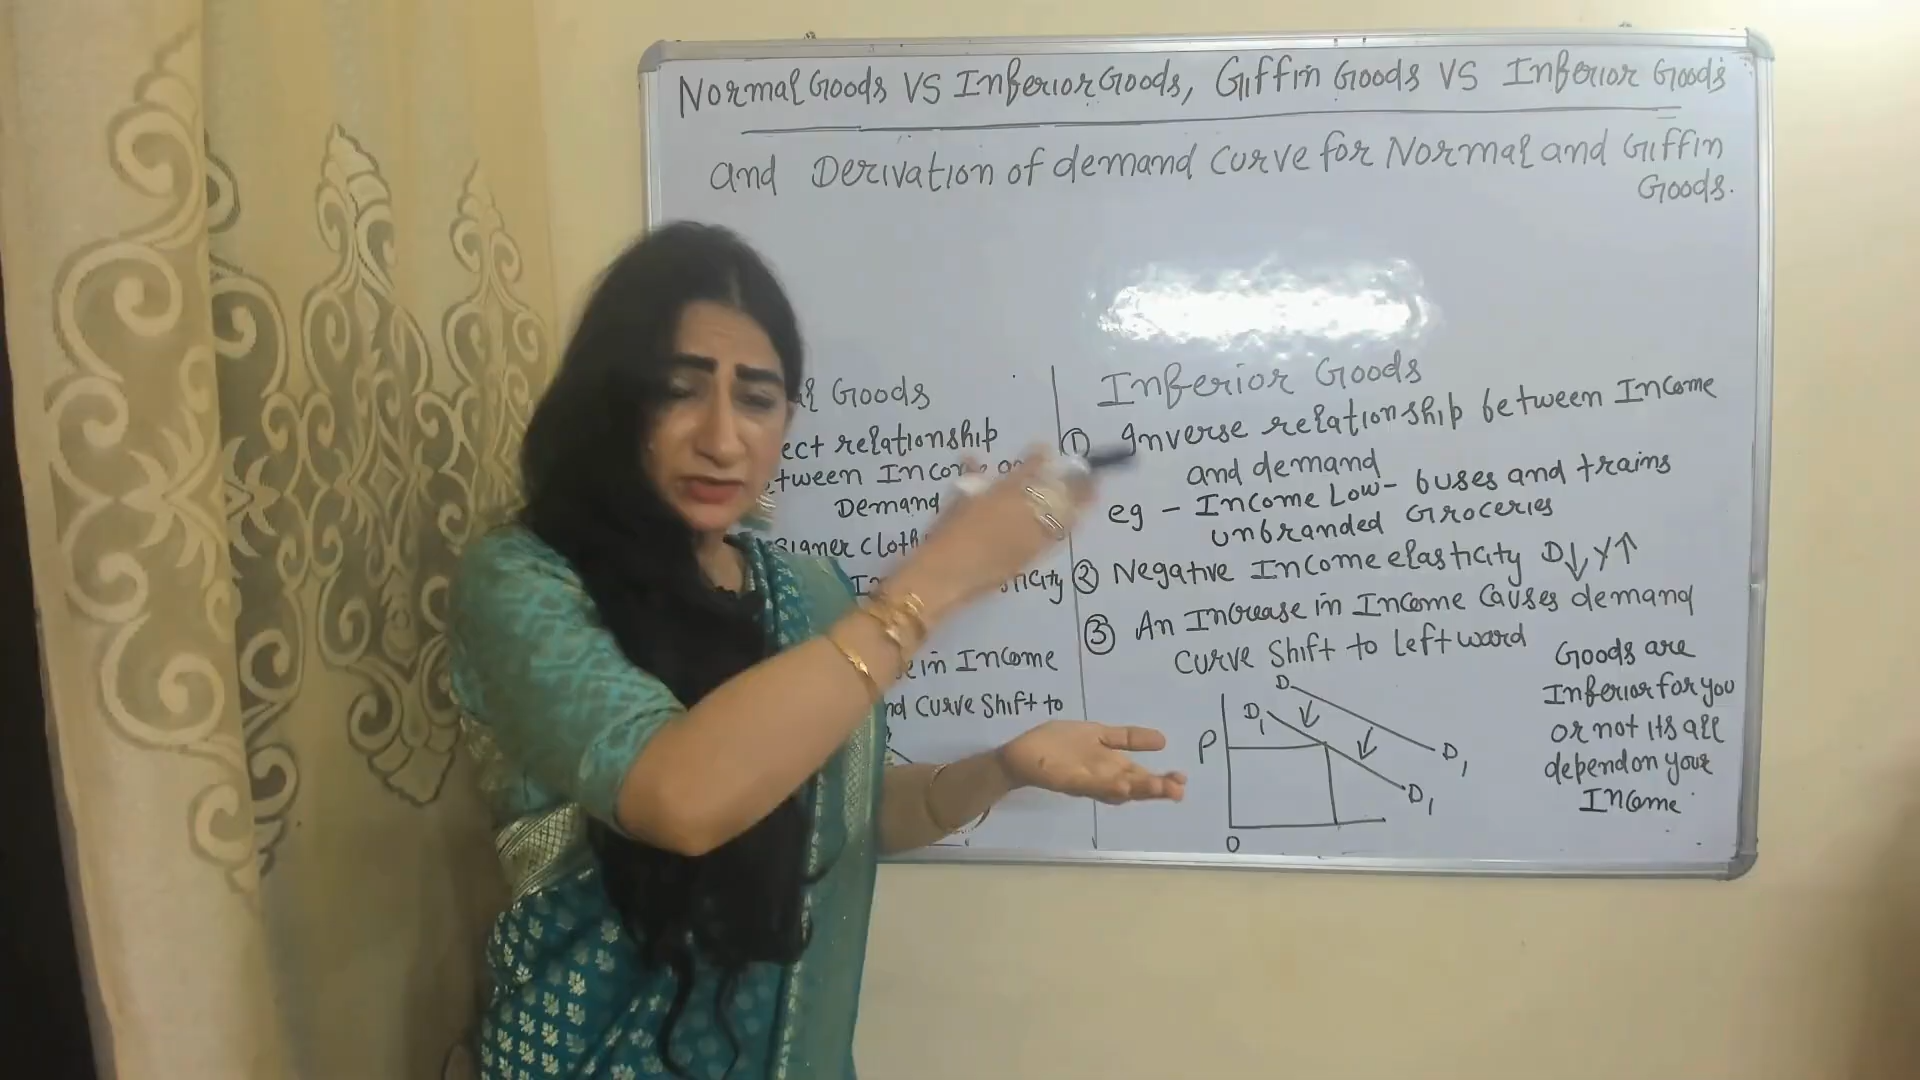 Normal Goods VS Inferior Goods, Giffin Goods VS Inferior Goods
and Derivation of demand Curve for Normal and Giffin
Goods.
Goods
relationship
Demand
in Income
Curve Shift to
Inferior Goods
① Inverse relationship between Income
and demand
eg - Income Low- buses and trains
unbranded Groceries
② Negative Income elasticity D↓ Y↑
③ An Increase in Income Causes demand
Curve Shift to Leftward
Goods are
Inferior for you
or not its all
depend on your
Income
D
D1
P
D1
D1
0